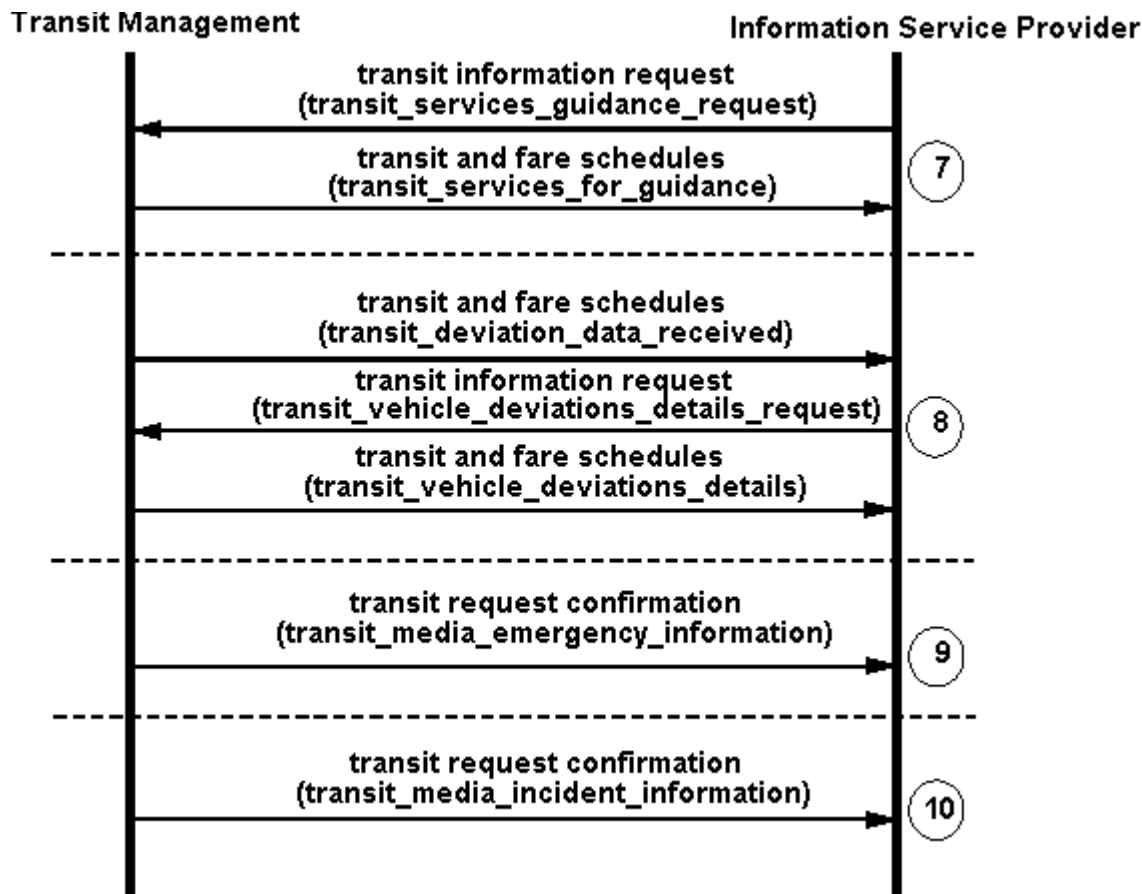 Transit Management
Information Service Provider
transit information request
(transit_services_guidance_request)
transit and fare schedules
(transit_services_for_guidance)
7
transit and fare schedules
(transit_deviation_data_received)
transit information request
(transit_vehicle_deviations_details_request)
8
transit and fare schedules
(transit_vehicle_deviations_details)
transit request confirmation
(transit_media_emergency_information)
9
transit request confirmation
(transit_media_incident_information)
10